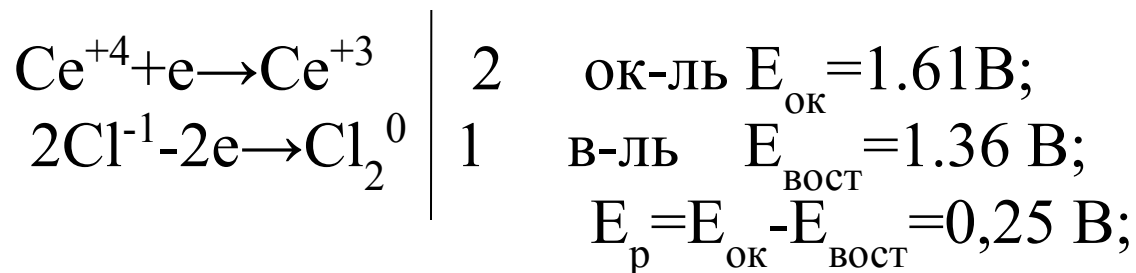 Ce⁺⁴+e→Ce⁺³ | 2 ок-ль Eₒₖ=1.61В;
2Cl⁻¹-2e→Cl₂⁰ | 1 в-ль Eвост=1.36 В;
Eр=Eок-Eвост=0,25 В;